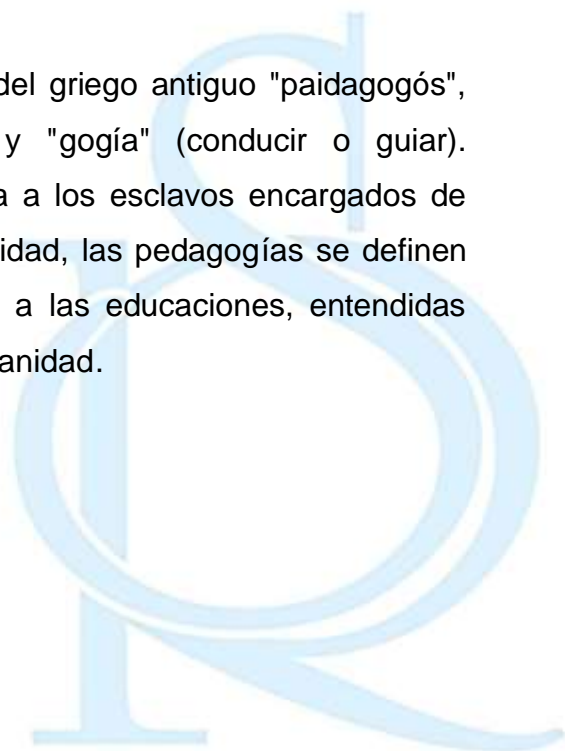 del griego antiguo "paidagogós",
y "gogía" (conducir o guiar).
a a los esclavos encargados de
idad, las pedagogías se definen
a las educaciones, entendidas
anidad.